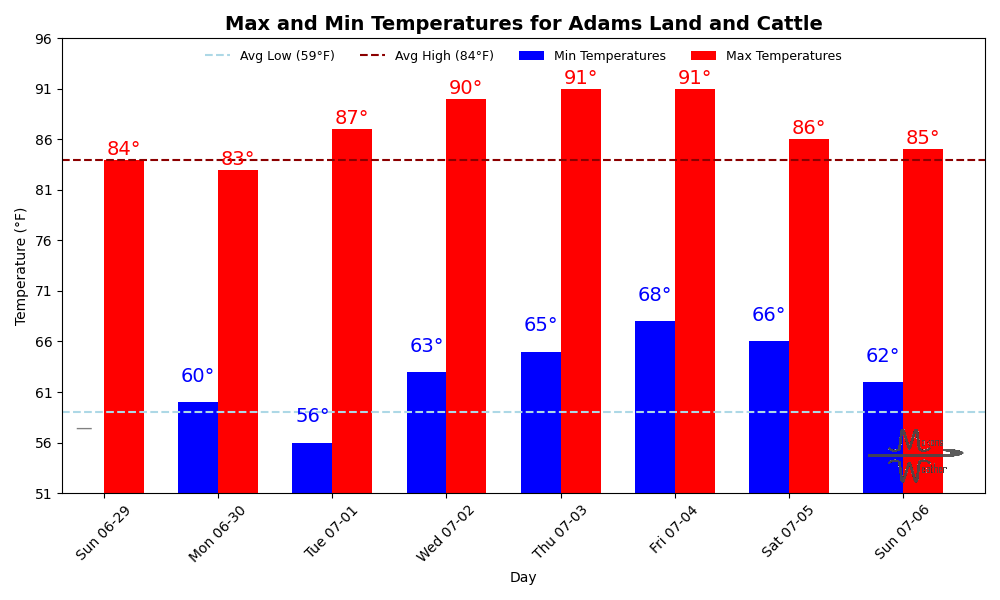 Max and Min Temperatures for Adams Land and Cattle
Avg Low (59°F) Avg High (84°F) Min Temperatures Max Temperatures
Temperature (°F)
96
91
86
81
76
71
66
61
56
51
84° 83° 87° 90° 91° 91° 86° 85°
— 60° 56° 63° 65° 68° 66° 62°
Sun 06-29 Mon 06-30 Tue 07-01 Wed 07-02 Thu 07-03 Fri 07-04 Sat 07-05 Sun 07-06
Day